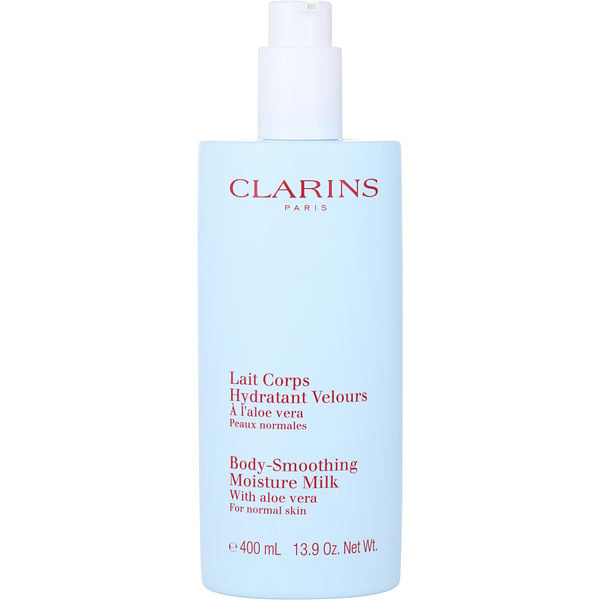 CLARINS
PARIS
Lait Corps
Hydratant Velours
À l'aloe vera
Peaux normales
Body-Smoothing
Moisture Milk
With aloe vera
For normal skin
℮ 400 mL 13.9 Oz. Net Wt.